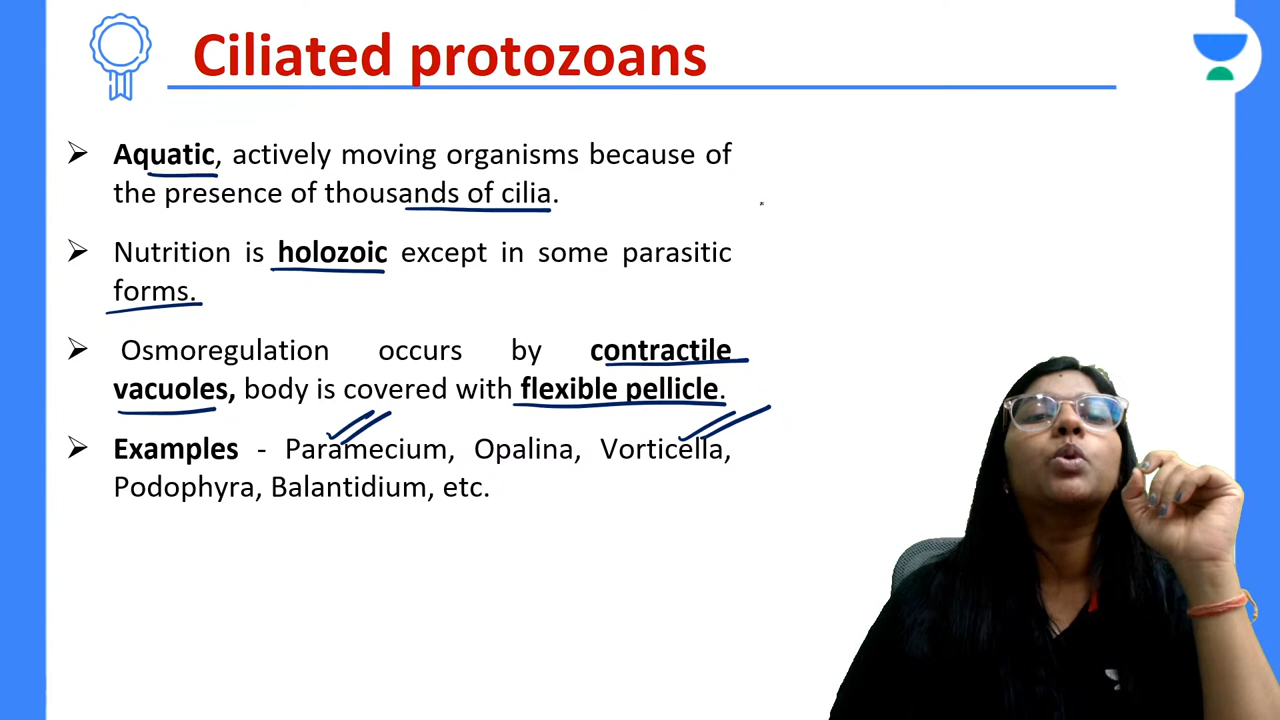 Ciliated protozoans
Aquatic, actively moving organisms because of
the presence of thousands of cilia.
Nutrition is holozoic except in some parasitic
forms.
Osmoregulation occurs by contractile
vacuoles, body is covered with flexible pellicle.
Examples - Paramecium, Opalina, Vorticella,
Podophyra, Balantidium, etc.